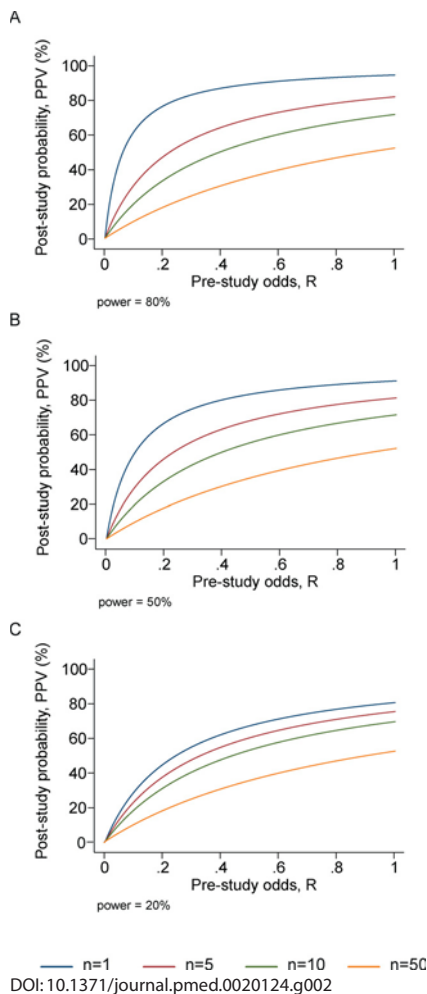 A
Post-study probability, PPV (%)
100
80
60
40
20
0
0 .2 .4 .6 .8 1
Pre-study odds, R
power = 80%
B
Post-study probability, PPV (%)
100
80
60
40
20
0
0 .2 .4 .6 .8 1
Pre-study odds, R
power = 50%
C
Post-study probability, PPV (%)
100
80
60
40
20
0
0 .2 .4 .6 .8 1
Pre-study odds, R
power = 20%
n=1 n=5 n=10 n=50
DOI: 10.1371/journal.pmed.0020124.g002